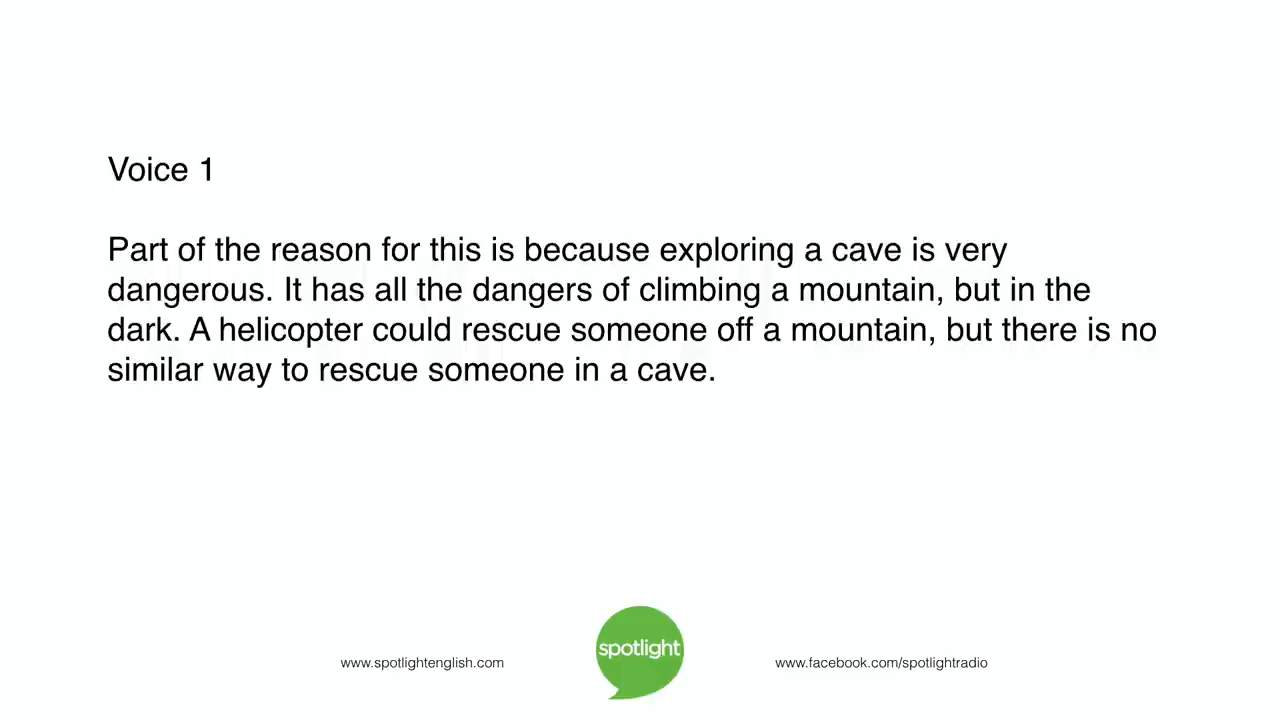 Voice 1
Part of the reason for this is because exploring a cave is very
dangerous. It has all the dangers of climbing a mountain, but in the
dark. A helicopter could rescue someone off a mountain, but there is no
similar way to rescue someone in a cave.
www.spotlightenglish.com
spotlight
www.facebook.com/spotlightradio